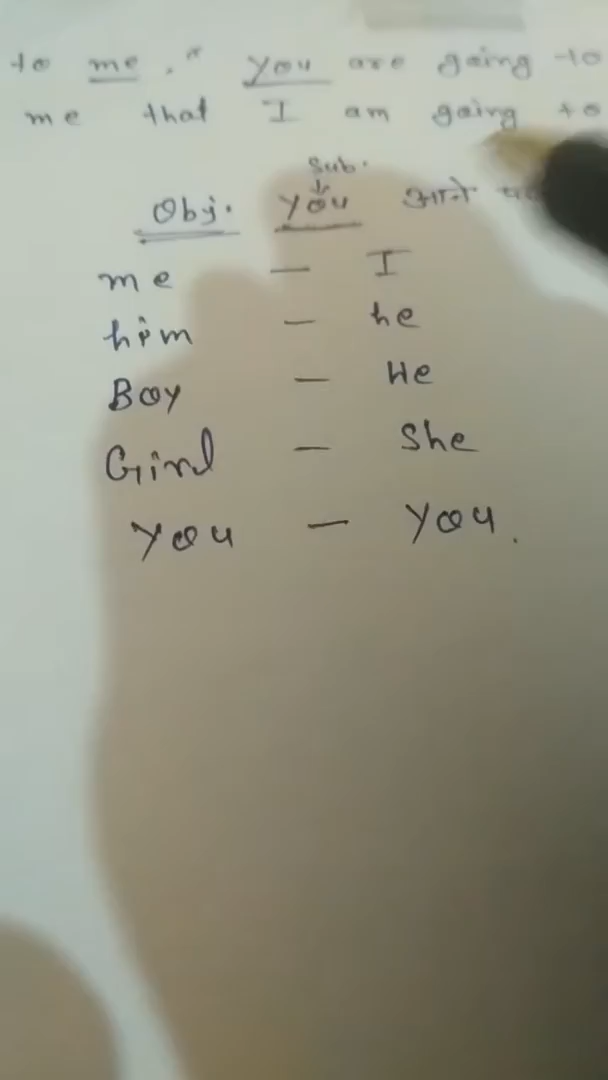 to me, " you are going to
me that I am going to
Sub.
Obj. you आने
me — I
him — he
Boy — He
Girl — She
You — You.